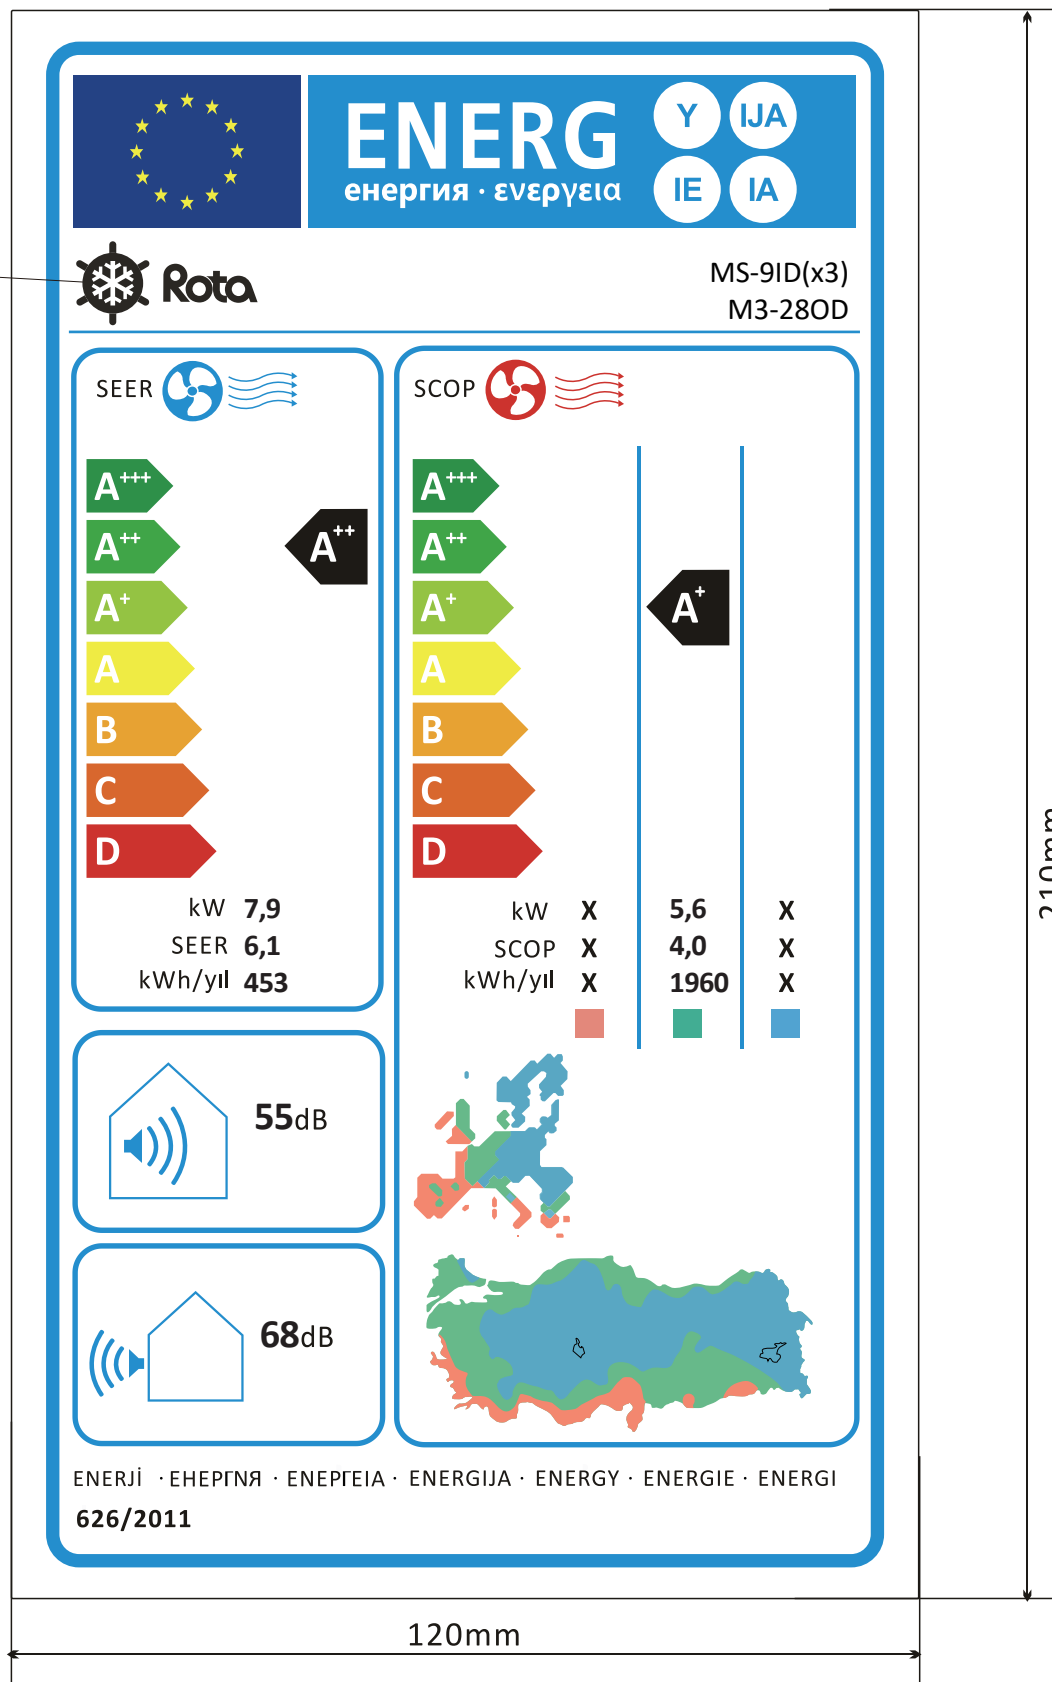 ENERG
енергия · ενεργεια
Y IJA
IE IA
Rota
MS-9ID(x3)
M3-28OD
SEER
A+++
A++
A+
A
B
C
D
A++
kW 7,9
SEER 6,1
kWh/yıl 453
SCOP
A+++
A++
A+
A
B
C
D
A+
kW X 5,6 X
SCOP X 4,0 X
kWh/yıl X 1960 X
55dB
68dB
ENERJİ · ЕНЕРГNЯ · ΕΝΕΡΓΕΙΑ · ENERGIJA · ENERGY · ENERGIE · ENERGI
626/2011
120mm
210mm